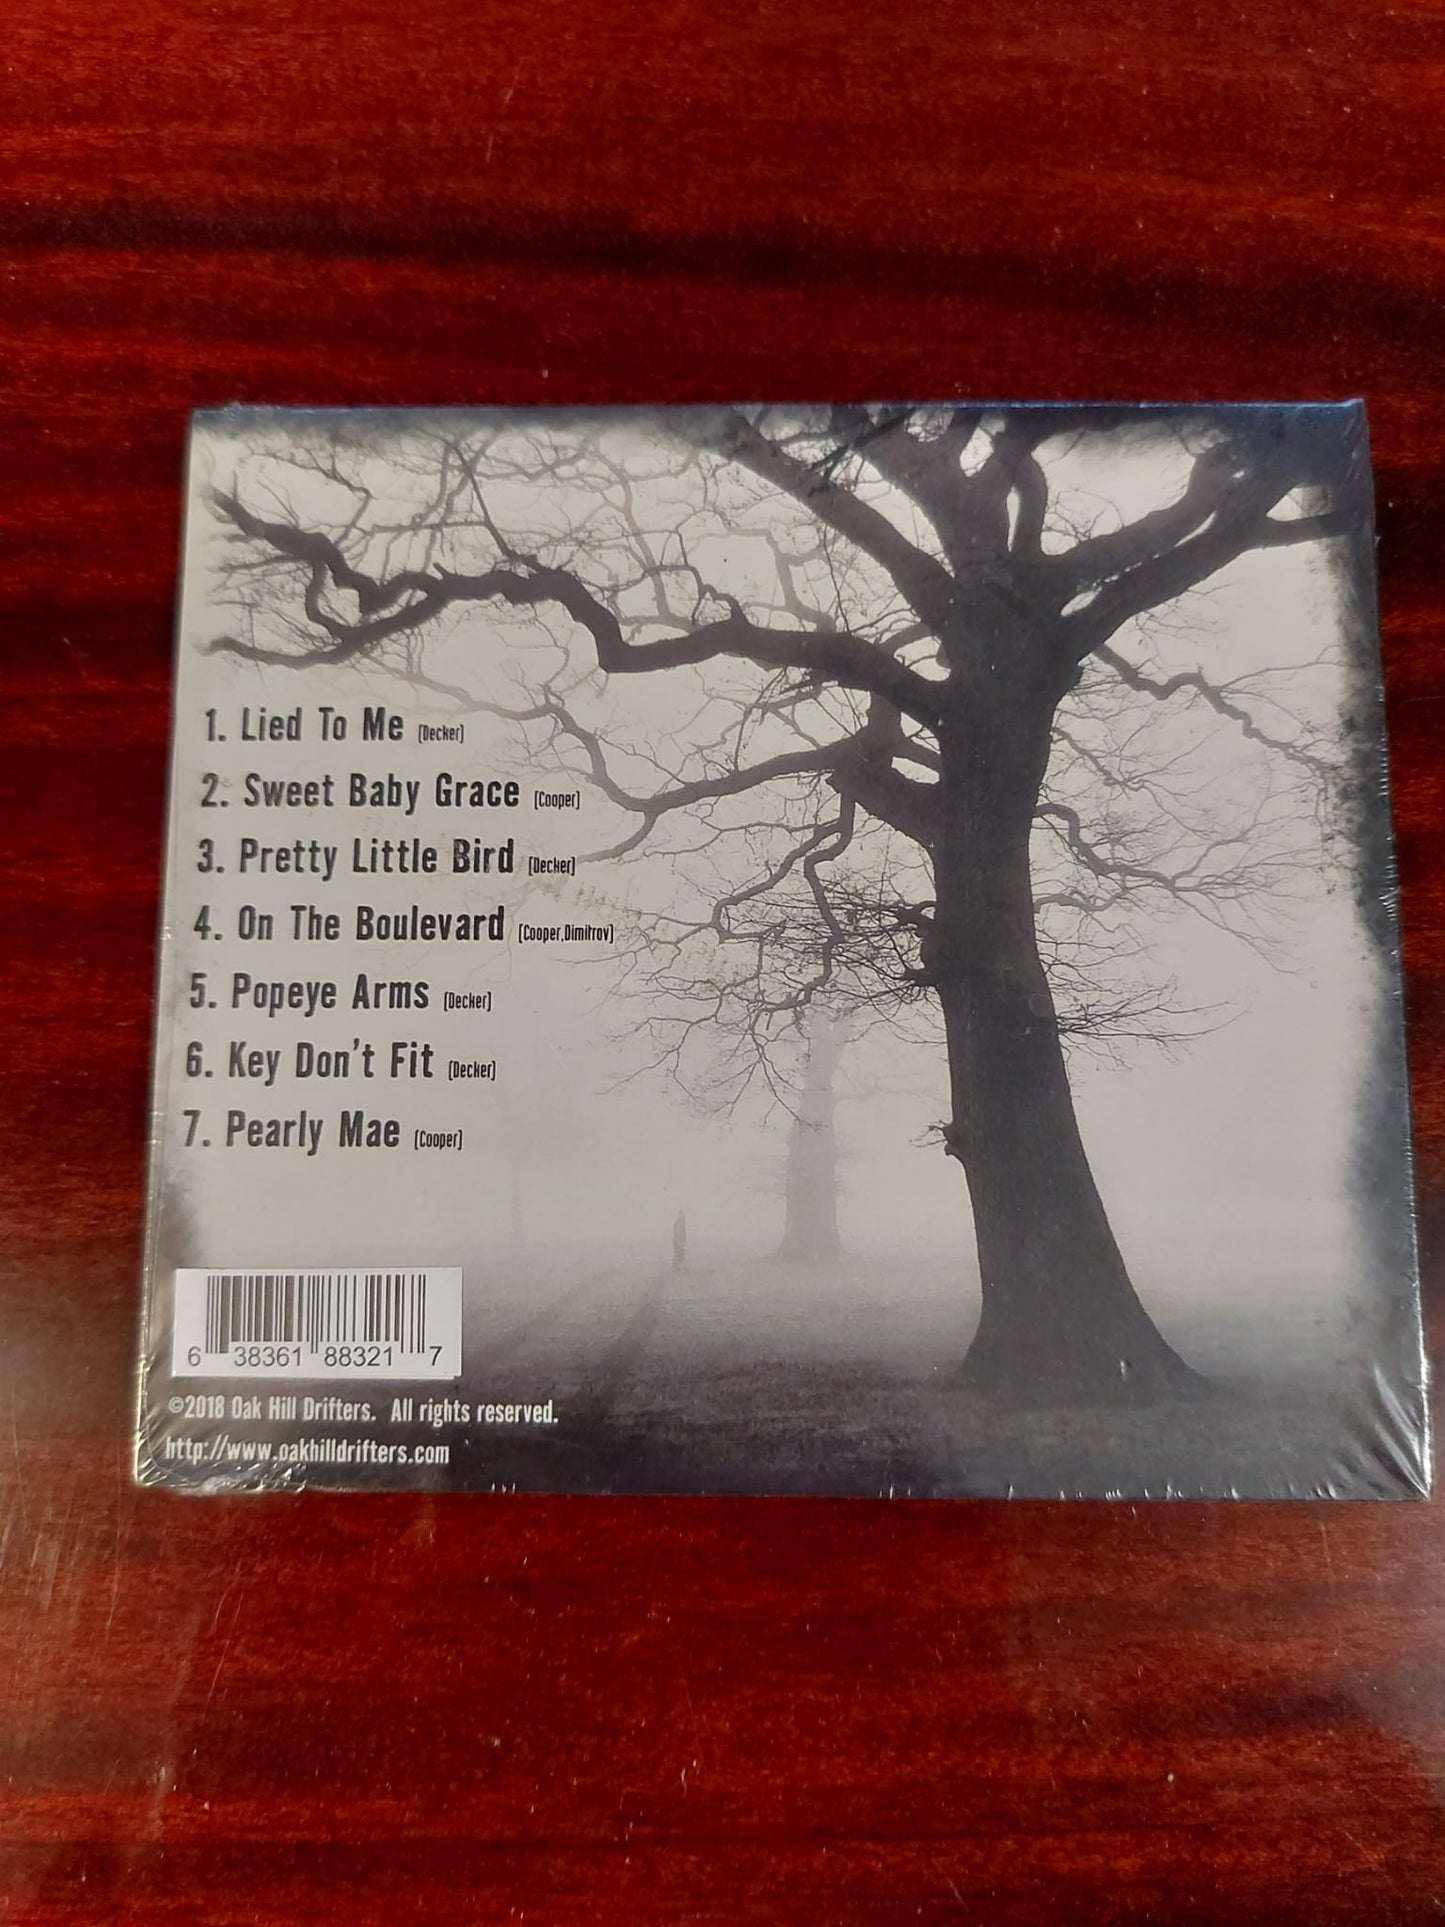 1. Lied To Me [Decker]
2. Sweet Baby Grace [Cooper]
3. Pretty Little Bird [Decker]
4. On The Boulevard [Cooper,Dimitrov]
5. Popeye Arms [Decker]
6. Key Don't Fit [Decker]
7. Pearly Mae [Cooper]
6 38361 88321 7
©2018 Oak Hill Drifters. All rights reserved.
http://www.oakhilldrifters.com